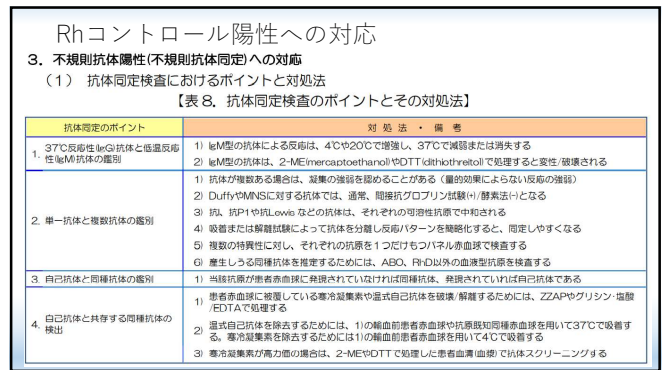 Rhコントロール陽性への対応
3．不規則抗体陽性(不規則抗体同定)への対応
（1） 抗体同定検査におけるポイントと対処法
【表８．抗体同定検査のポイントとその対処法】
抗体同定のポイント
対 処 法 ・ 備 考
1. 37℃反応性(IgG)抗体と低温反応
性(IgM)抗体の鑑別
1) IgM型の抗体による反応は、4℃や20℃で増強し、37℃で減弱または消失する
2) IgM型の抗体は、2-ME(mercaptoethanol)やDTT(dithiothreitol)で処理すると変性/破壊される
2. 単一抗体と複数抗体の鑑別
1) 抗体が複数ある場合は、凝集の強弱を認めることがある（量的効果によらない反応の強弱）
2) DuffyやMNSに対する抗体では、通常、間接抗グロブリン試験(+)/酵素法(-)となる
3) 抗I、抗P1や抗Lewis などの抗体は、それぞれの可溶性抗原で中和される
4) 吸着または解離試験によって抗体を分離し反応パターンを簡略化すると、同定しやすくなる
5) 複数の特異性に対し、それぞれの抗原を１つだけもつパネル赤血球で検査する
6) 産生しうる同種抗体を推定するためには、ABO、RhD以外の血液型抗原を検査する
3. 自己抗体と同種抗体の鑑別
1) 当該抗原が患者赤血球に発現されていなければ同種抗体、発現されていれば自己抗体である
4. 自己抗体と共存する同種抗体の
検出
1) 患者赤血球に被覆している寒冷凝集素や温式自己抗体を破壊/解離するためには、ZZAPやグリシン・塩酸
/EDTAで処理する
2) 温式自己抗体を除去するためには、1)の輸血前患者赤血球や抗原既知同種赤血球を用いて37℃で吸着す
る。寒冷凝集素を除去するためには1)の輸血前患者赤血球を用いて4℃で吸着する
3) 寒冷凝集素が高力価の場合は、2-MEやDTTで処理した患者血清(血漿)で抗体スクリーニングする